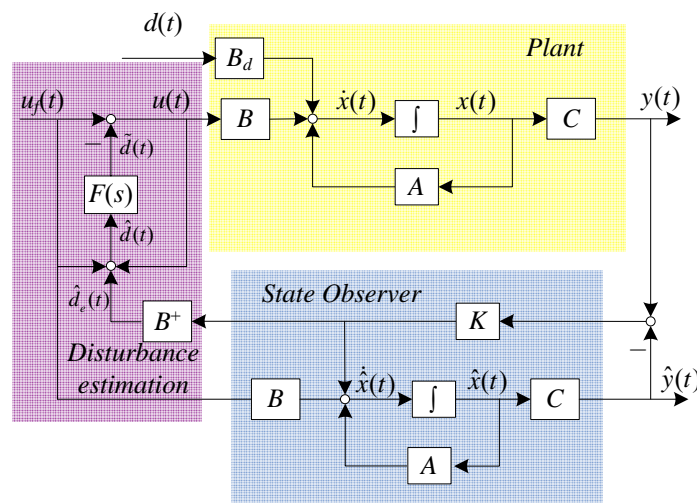 d(t)
B_d
Plant
u_f(t)
u(t)
B
ẋ(t)
∫
x(t)
C
y(t)
−
d̃(t)
A
F(s)
d̂(t)
d̂_e(t)
State Observer
B⁺
K
−
Disturbance
estimation
B
x̂̇(t)
∫
x̂(t)
C
ŷ(t)
A